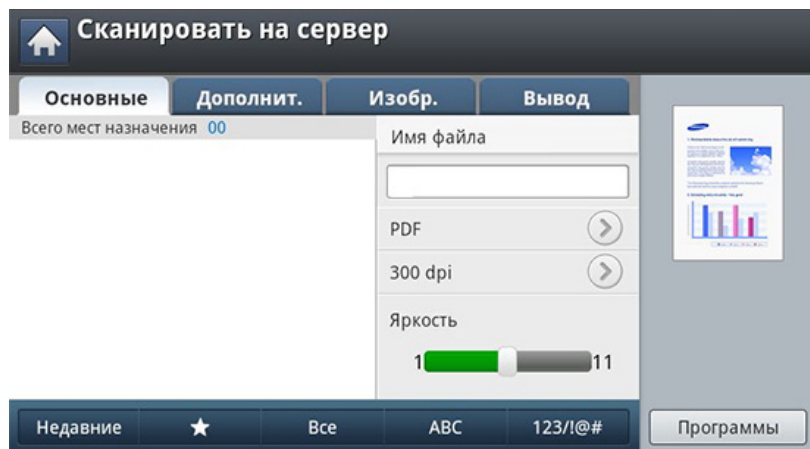 Сканировать на сервер
Основные Дополнит. Изобр. Вывод
Всего мест назначения 00
Имя файла
PDF
300 dpi
Яркость
1 11
Недавние ★ Все ABC 123/!@# Программы